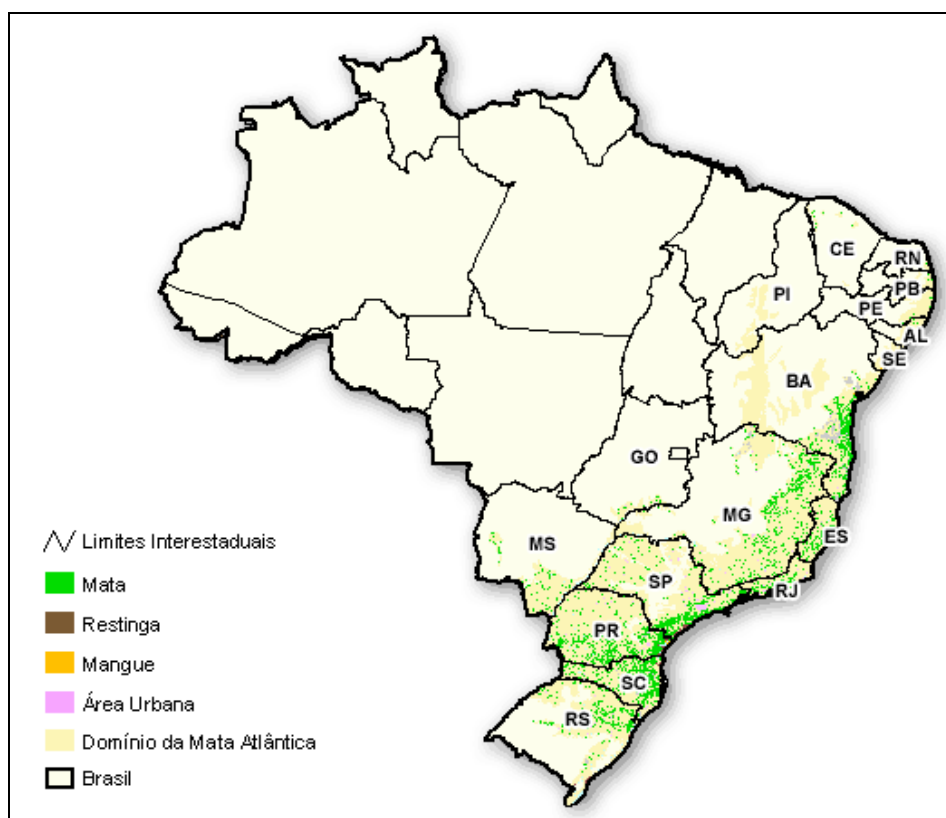 CE
RN
PI
PB
PE
AL
SE
BA
GO
MG
ES
MS
SP
RJ
PR
SC
RS
Limites Interestaduais
Mata
Restinga
Mangue
Área Urbana
Domínio da Mata Atlântica
Brasil